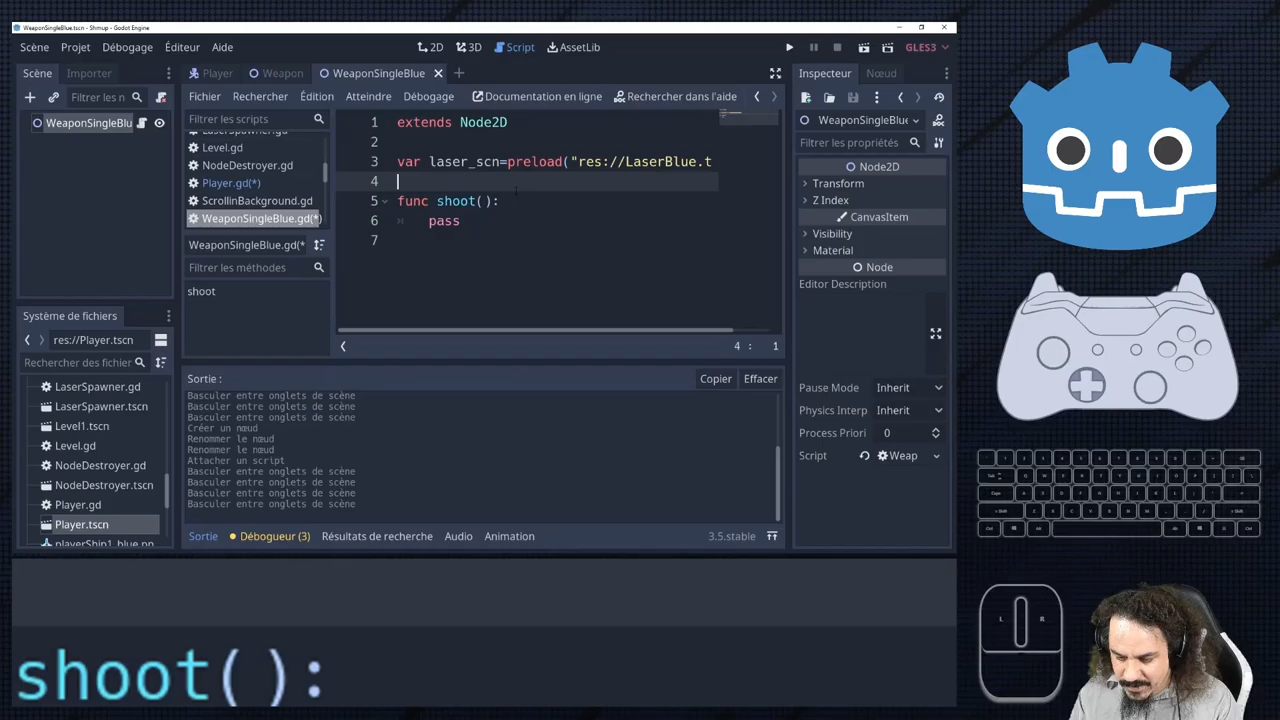 WeaponSingleBlue.tscn - Shmup - Godot Engine
Scène Projet Débogage Éditeur Aide 2D 3D Script AssetLib GLES3
Scène Importer
Player Weapon WeaponSingleBlue
Inspecteur Nœud
Filtrer les n
Fichier Rechercher Édition Atteindre Débogage Documentation en ligne Rechercher dans l'aide
WeaponSingleBlu
Filtrer les scripts
LaserSpawner.gd
Level.gd
NodeDestroyer.gd
Player.gd(*)
ScrollinBackground.gd
WeaponSingleBlue.gd(*)
WeaponSingleBlue.gd(*
Filtrer les méthodes
shoot
1 extends Node2D
2
3 var laser_scn=preload("res://LaserBlue.t
4
5 func shoot():
6 pass
7
4 : 1
WeaponSingleBlue
Filtrer les propriétés
Node2D
Transform
Z Index
CanvasItem
Visibility
Material
Node
Editor Description
Pause Mode Inherit
Physics Interp Inherit
Process Priori 0
Script Weap
Système de fichiers
res://Player.tscn
Rechercher des fichier
LaserSpawner.gd
LaserSpawner.tscn
Level1.tscn
Level.gd
NodeDestroyer.gd
NodeDestroyer.tscn
Player.gd
Player.tscn
playerShip1_blue.pn
Sortie : Copier Effacer
Basculer entre onglets de scène
Basculer entre onglets de scène
Basculer entre onglets de scène
Créer un nœud
Renommer le nœud
Renommer le nœud
Attacher un script
Basculer entre onglets de scène
Basculer entre onglets de scène
Basculer entre onglets de scène
Basculer entre onglets de scène
Sortie Débogueur (3) Résultats de recherche Audio Animation 3.5.stable
shoot():
L R